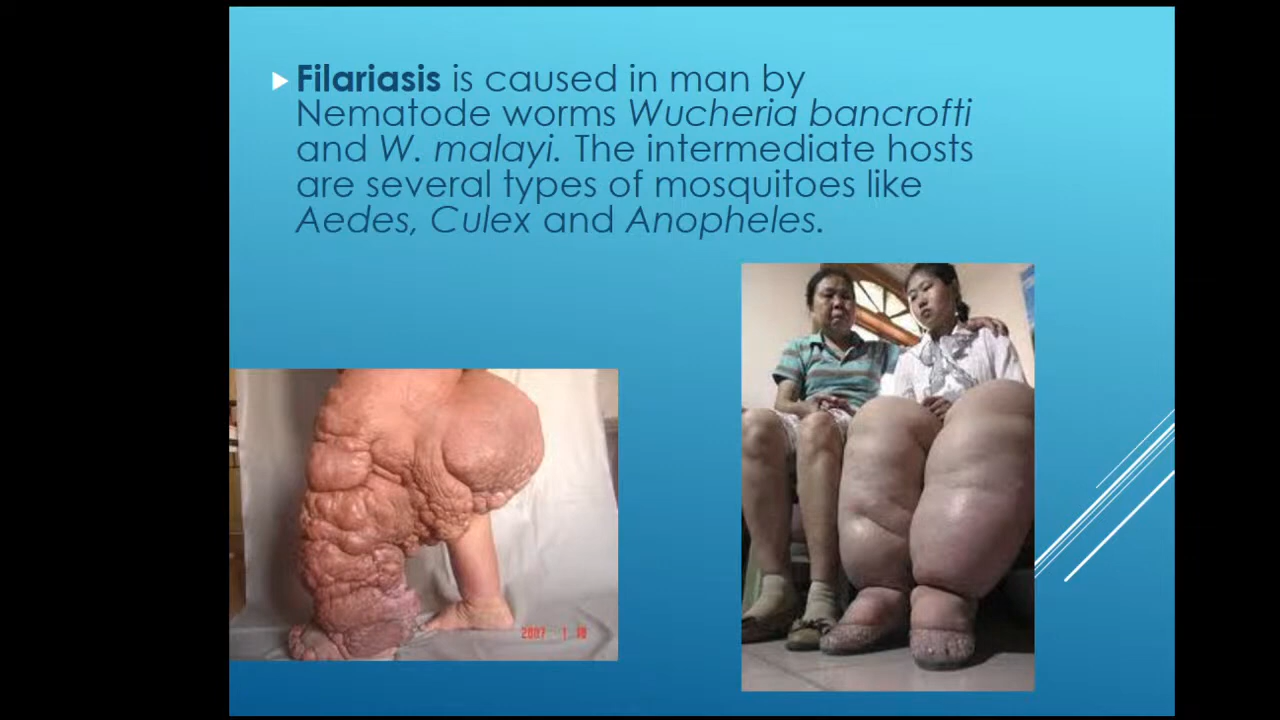 Filariasis is caused in man by
Nematode worms Wucheria bancrofti
and W. malayi. The intermediate hosts
are several types of mosquitoes like
Aedes, Culex and Anopheles.